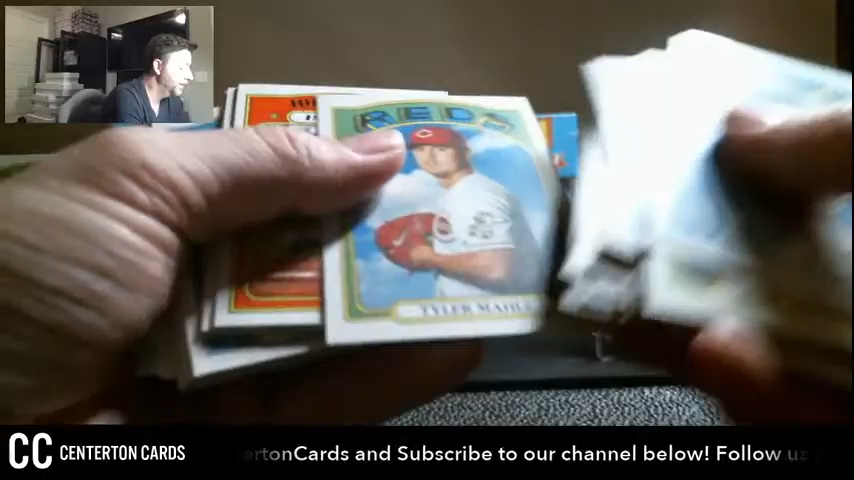 REDS
TYLER MAHLE
CC CENTERTON CARDS
ertonCards and Subscribe to our channel below! Follow us